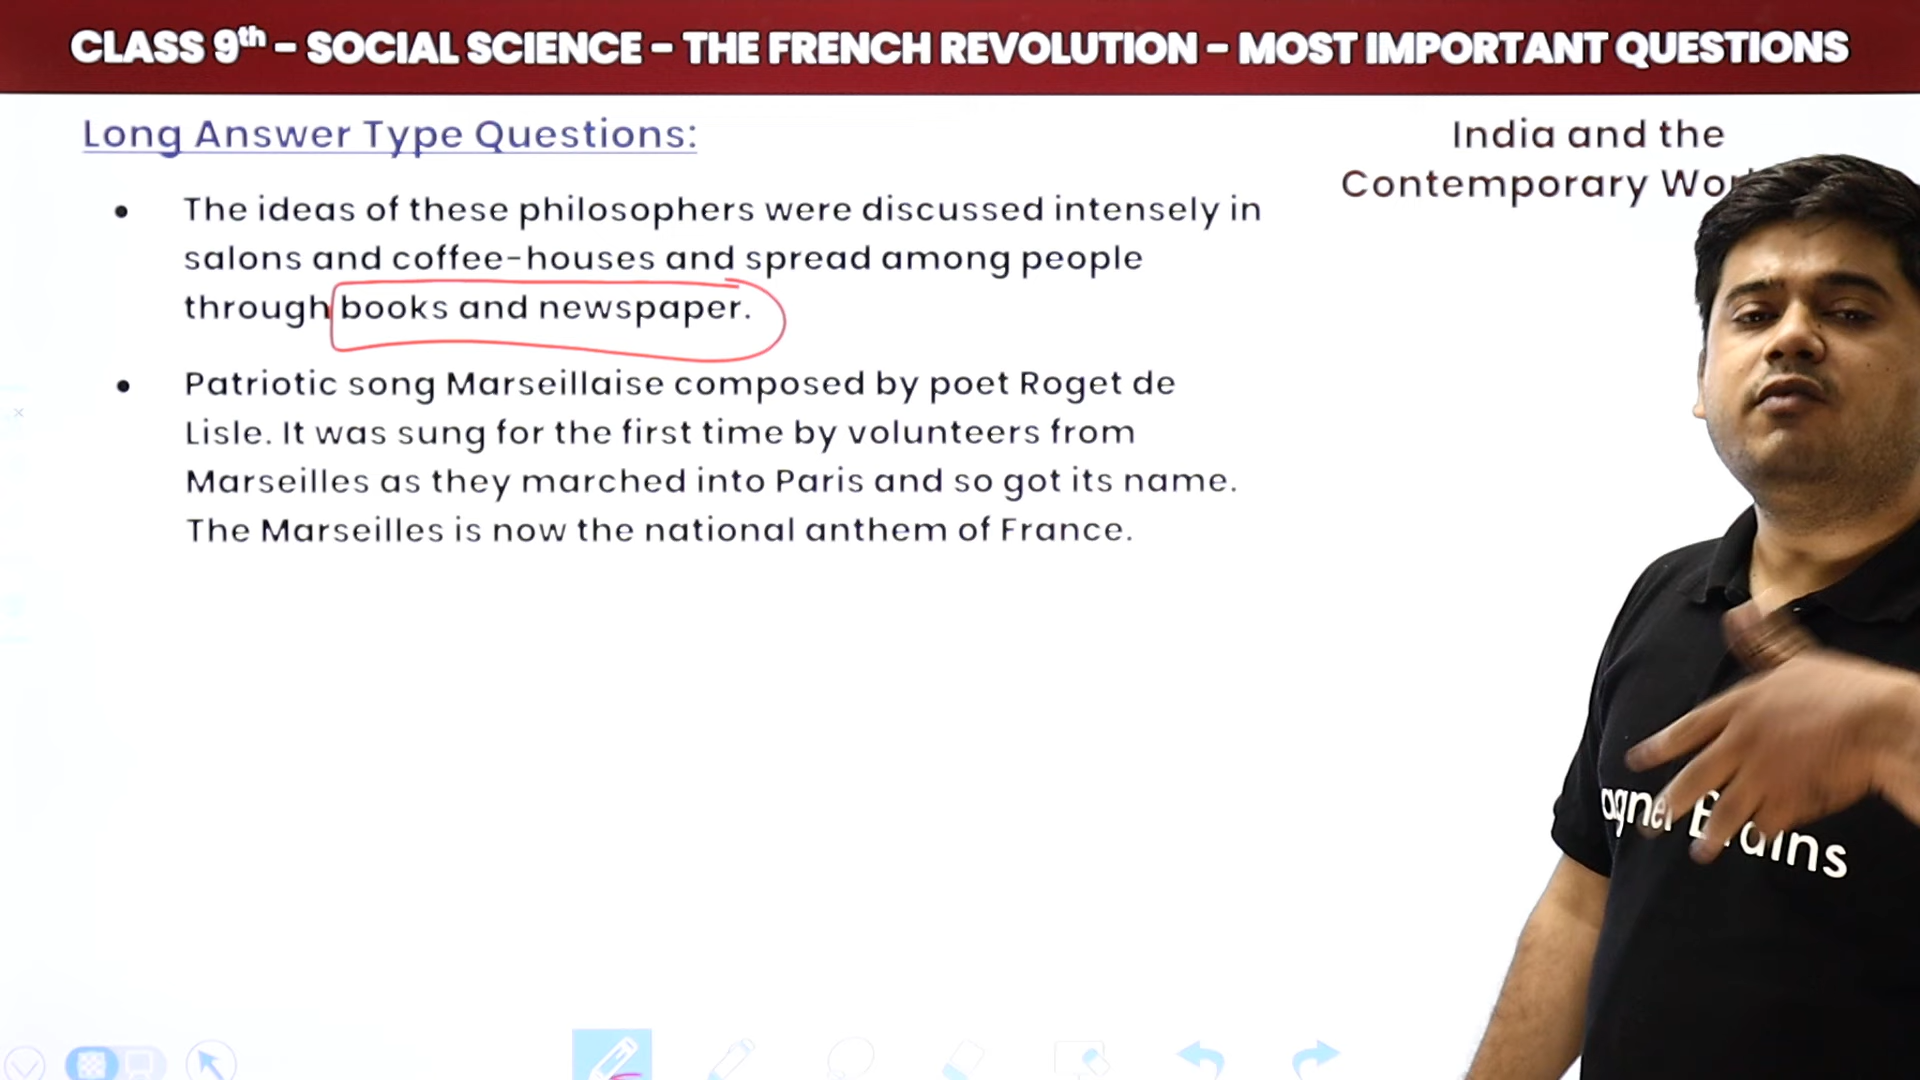 CLASS 9th – SOCIAL SCIENCE – THE FRENCH REVOLUTION – MOST IMPORTANT QUESTIONS
Long Answer Type Questions:
India and the
Contemporary
• The ideas of these philosophers were discussed intensely in
salons and coffee-houses and spread among people
through books and newspaper.
• Patriotic song Marseillaise composed by poet Roget de
Lisle. It was sung for the first time by volunteers from
Marseilles as they marched into Paris and so got its name.
The Marseilles is now the national anthem of France.